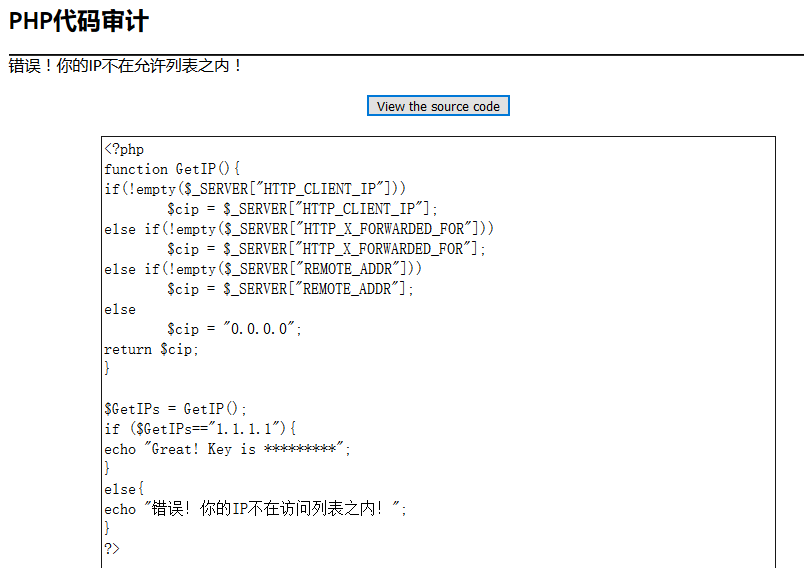 PHP代码审计
错误！你的IP不在允许列表之内！
View the source code
<?php
function GetIP(){
if(!empty($_SERVER["HTTP_CLIENT_IP"]))
        $cip = $_SERVER["HTTP_CLIENT_IP"];
else if(!empty($_SERVER["HTTP_X_FORWARDED_FOR"]))
        $cip = $_SERVER["HTTP_X_FORWARDED_FOR"];
else if(!empty($_SERVER["REMOTE_ADDR"]))
        $cip = $_SERVER["REMOTE_ADDR"];
else
        $cip = "0.0.0.0";
return $cip;
}
$GetIPs = GetIP();
if ($GetIPs=="1.1.1.1"){
echo "Great! Key is *********";
}
else{
echo "错误！你的IP不在访问列表之内！";
}
?>